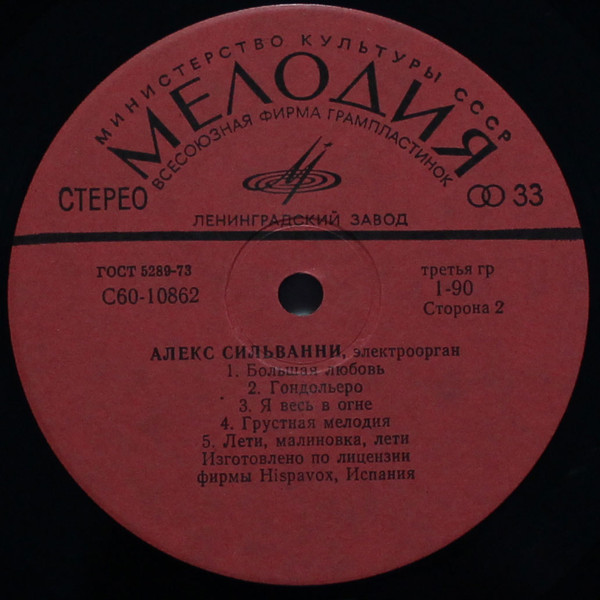 МИНИСТЕРСТВО КУЛЬТУРЫ СССР
МЕЛОДИЯ
ВСЕСОЮЗНАЯ ФИРМА ГРАМПЛАСТИНОК
СТЕРЕО
33
ЛЕНИНГРАДСКИЙ ЗАВОД
ГОСТ 5289-73
С60-10862
третья гр
1-90
Сторона 2
АЛЕКС СИЛЬВАННИ, электроорган
1. Большая любовь
2. Гондольеро
3. Я весь в огне
4. Грустная мелодия
5. Лети, малиновка, лети
Изготовлено по лицензии
фирмы Hispavox, Испания